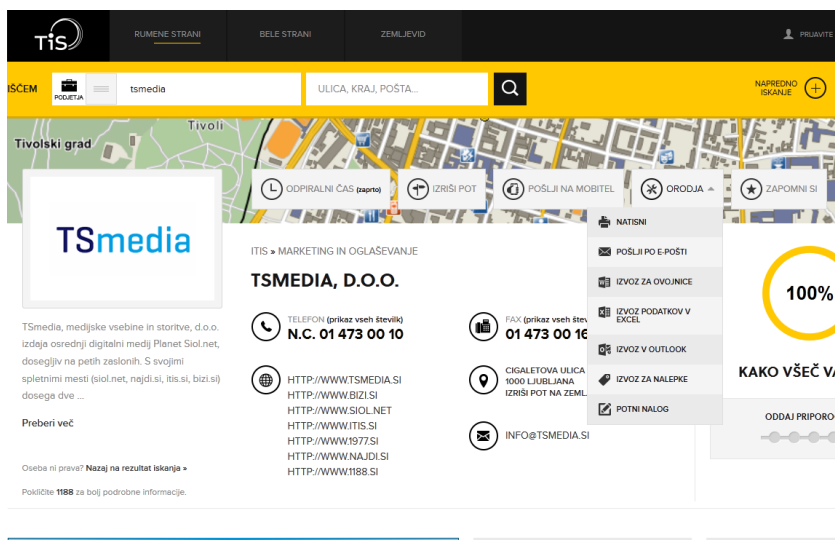 TiS
RUMENE STRANI
BELE STRANI
ZEMLJEVID
PRIJAVITE
IŠČEM
PODJETJA
tsmedia
ULICA, KRAJ, POŠTA...
NAPREDNO
ISKANJE
Tivolski grad
Tivoli
ODPIRALNI ČAS (zaprto)
IZRIŠI POT
POŠLJI NA MOBITEL
ORODJA
ZAPOMNI SI
NATISNI
POŠLJI PO E-POŠTI
IZVOZ ZA OVOJNICE
IZVOZ PODATKOV V
EXCEL
IZVOZ V OUTLOOK
IZVOZ ZA NALEPKE
POTNI NALOG
TSmedia
ITIS » MARKETING IN OGLAŠEVANJE
TSMEDIA, D.O.O.
TELEFON (prikaz vseh številk)
N.C. 01 473 00 10
FAX (prikaz vseh štev
01 473 00 16
HTTP://WWW.TSMEDIA.SI
HTTP://WWW.BIZI.SI
HTTP://WWW.SIOL.NET
HTTP://WWW.ITIS.SI
HTTP://WWW.1977.SI
HTTP://WWW.NAJDI.SI
HTTP://WWW.1188.SI
CIGALETOVA ULICA
1000 LJUBLJANA
IZRIŠI POT NA ZEML
INFO@TSMEDIA.SI
TSmedia, medijske vsebine in storitve, d.o.o.
izdaja osrednji digitalni medij Planet Siol.net,
dosegljiv na petih zaslonih. S svojimi
spletnimi mesti (siol.net, najdi.si, itis.si, bizi.si)
dosega dve ...
Preberi več
Oseba ni prava? Nazaj na rezultat iskanja »
Pokličite 1188 za bolj podrobne informacije.
100%
KAKO VŠEČ VA
ODDAJ PRIPORO